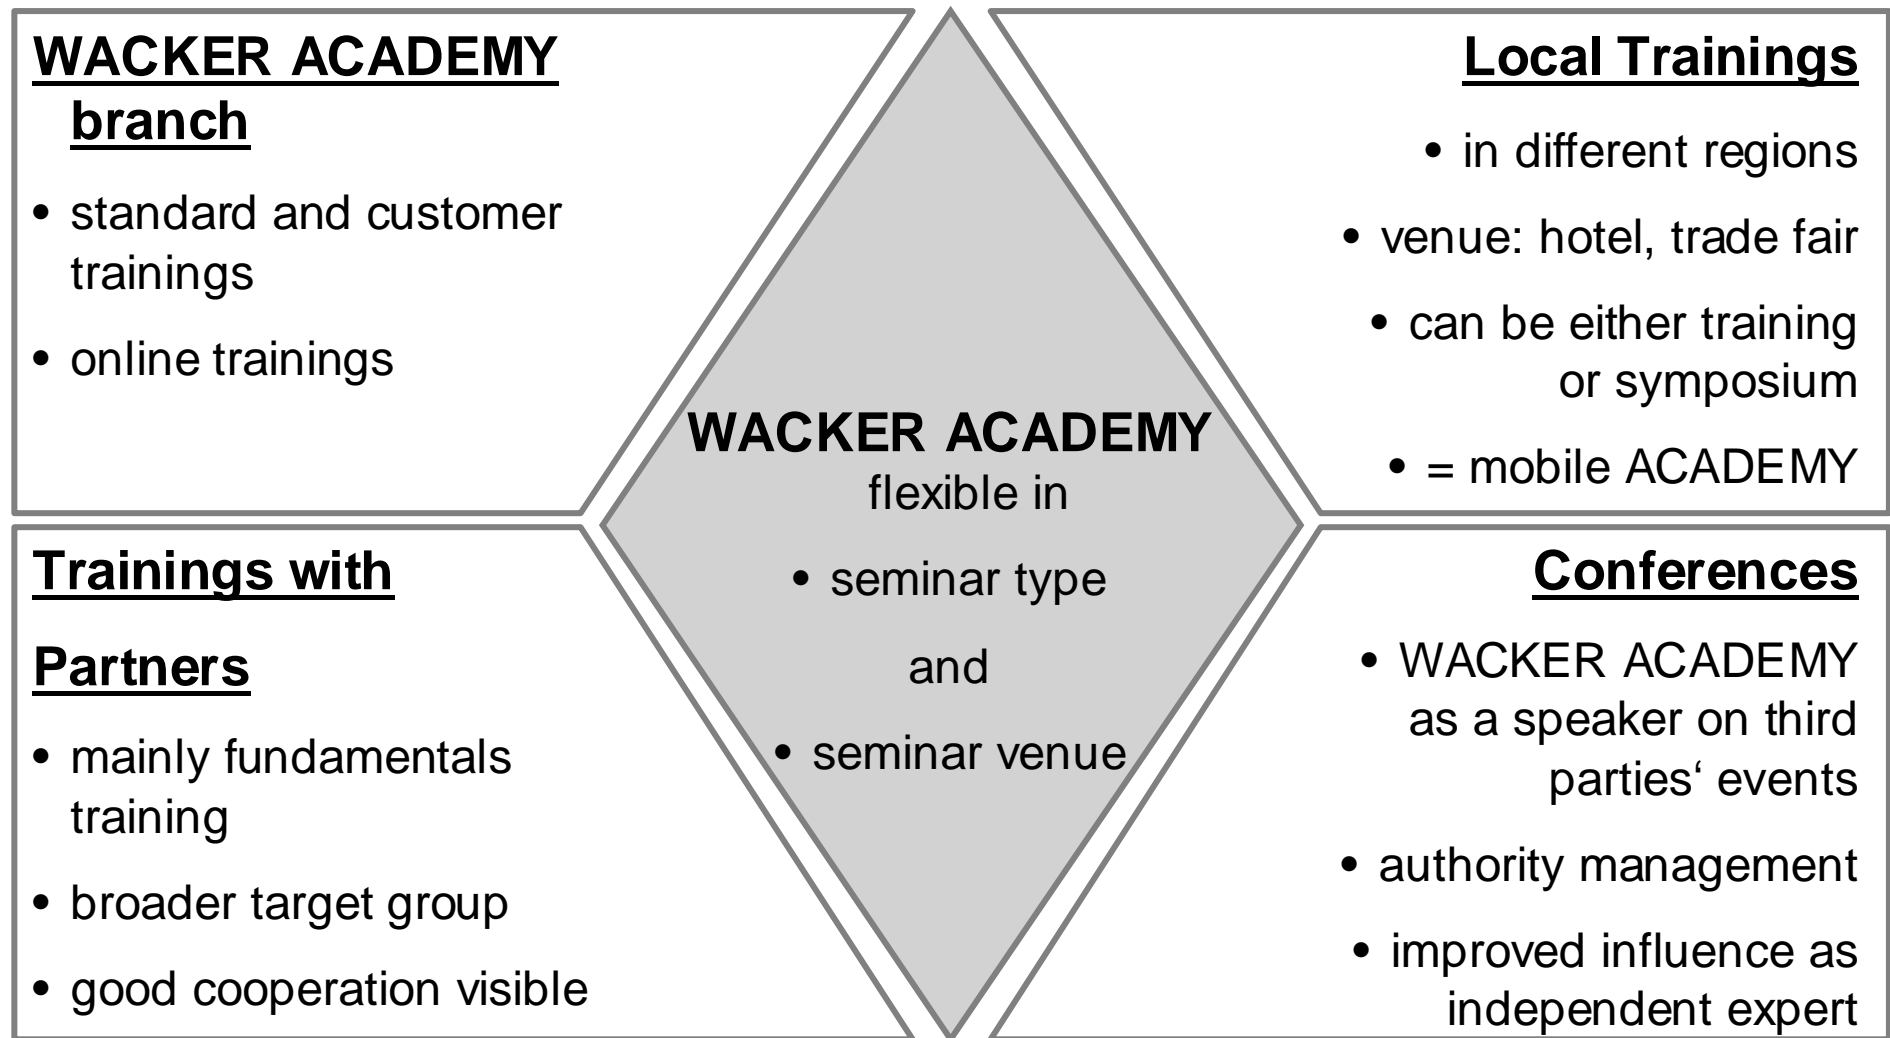 WACKER ACADEMY
branch
• standard and customer
trainings
• online trainings
Local Trainings
• in different regions
• venue: hotel, trade fair
• can be either training
or symposium
• = mobile ACADEMY
WACKER ACADEMY
flexible in
• seminar type
and
• seminar venue
Trainings with
Partners
• mainly fundamentals
training
• broader target group
• good cooperation visible
Conferences
• WACKER ACADEMY
as a speaker on third
parties‘ events
• authority management
• improved influence as
independent expert